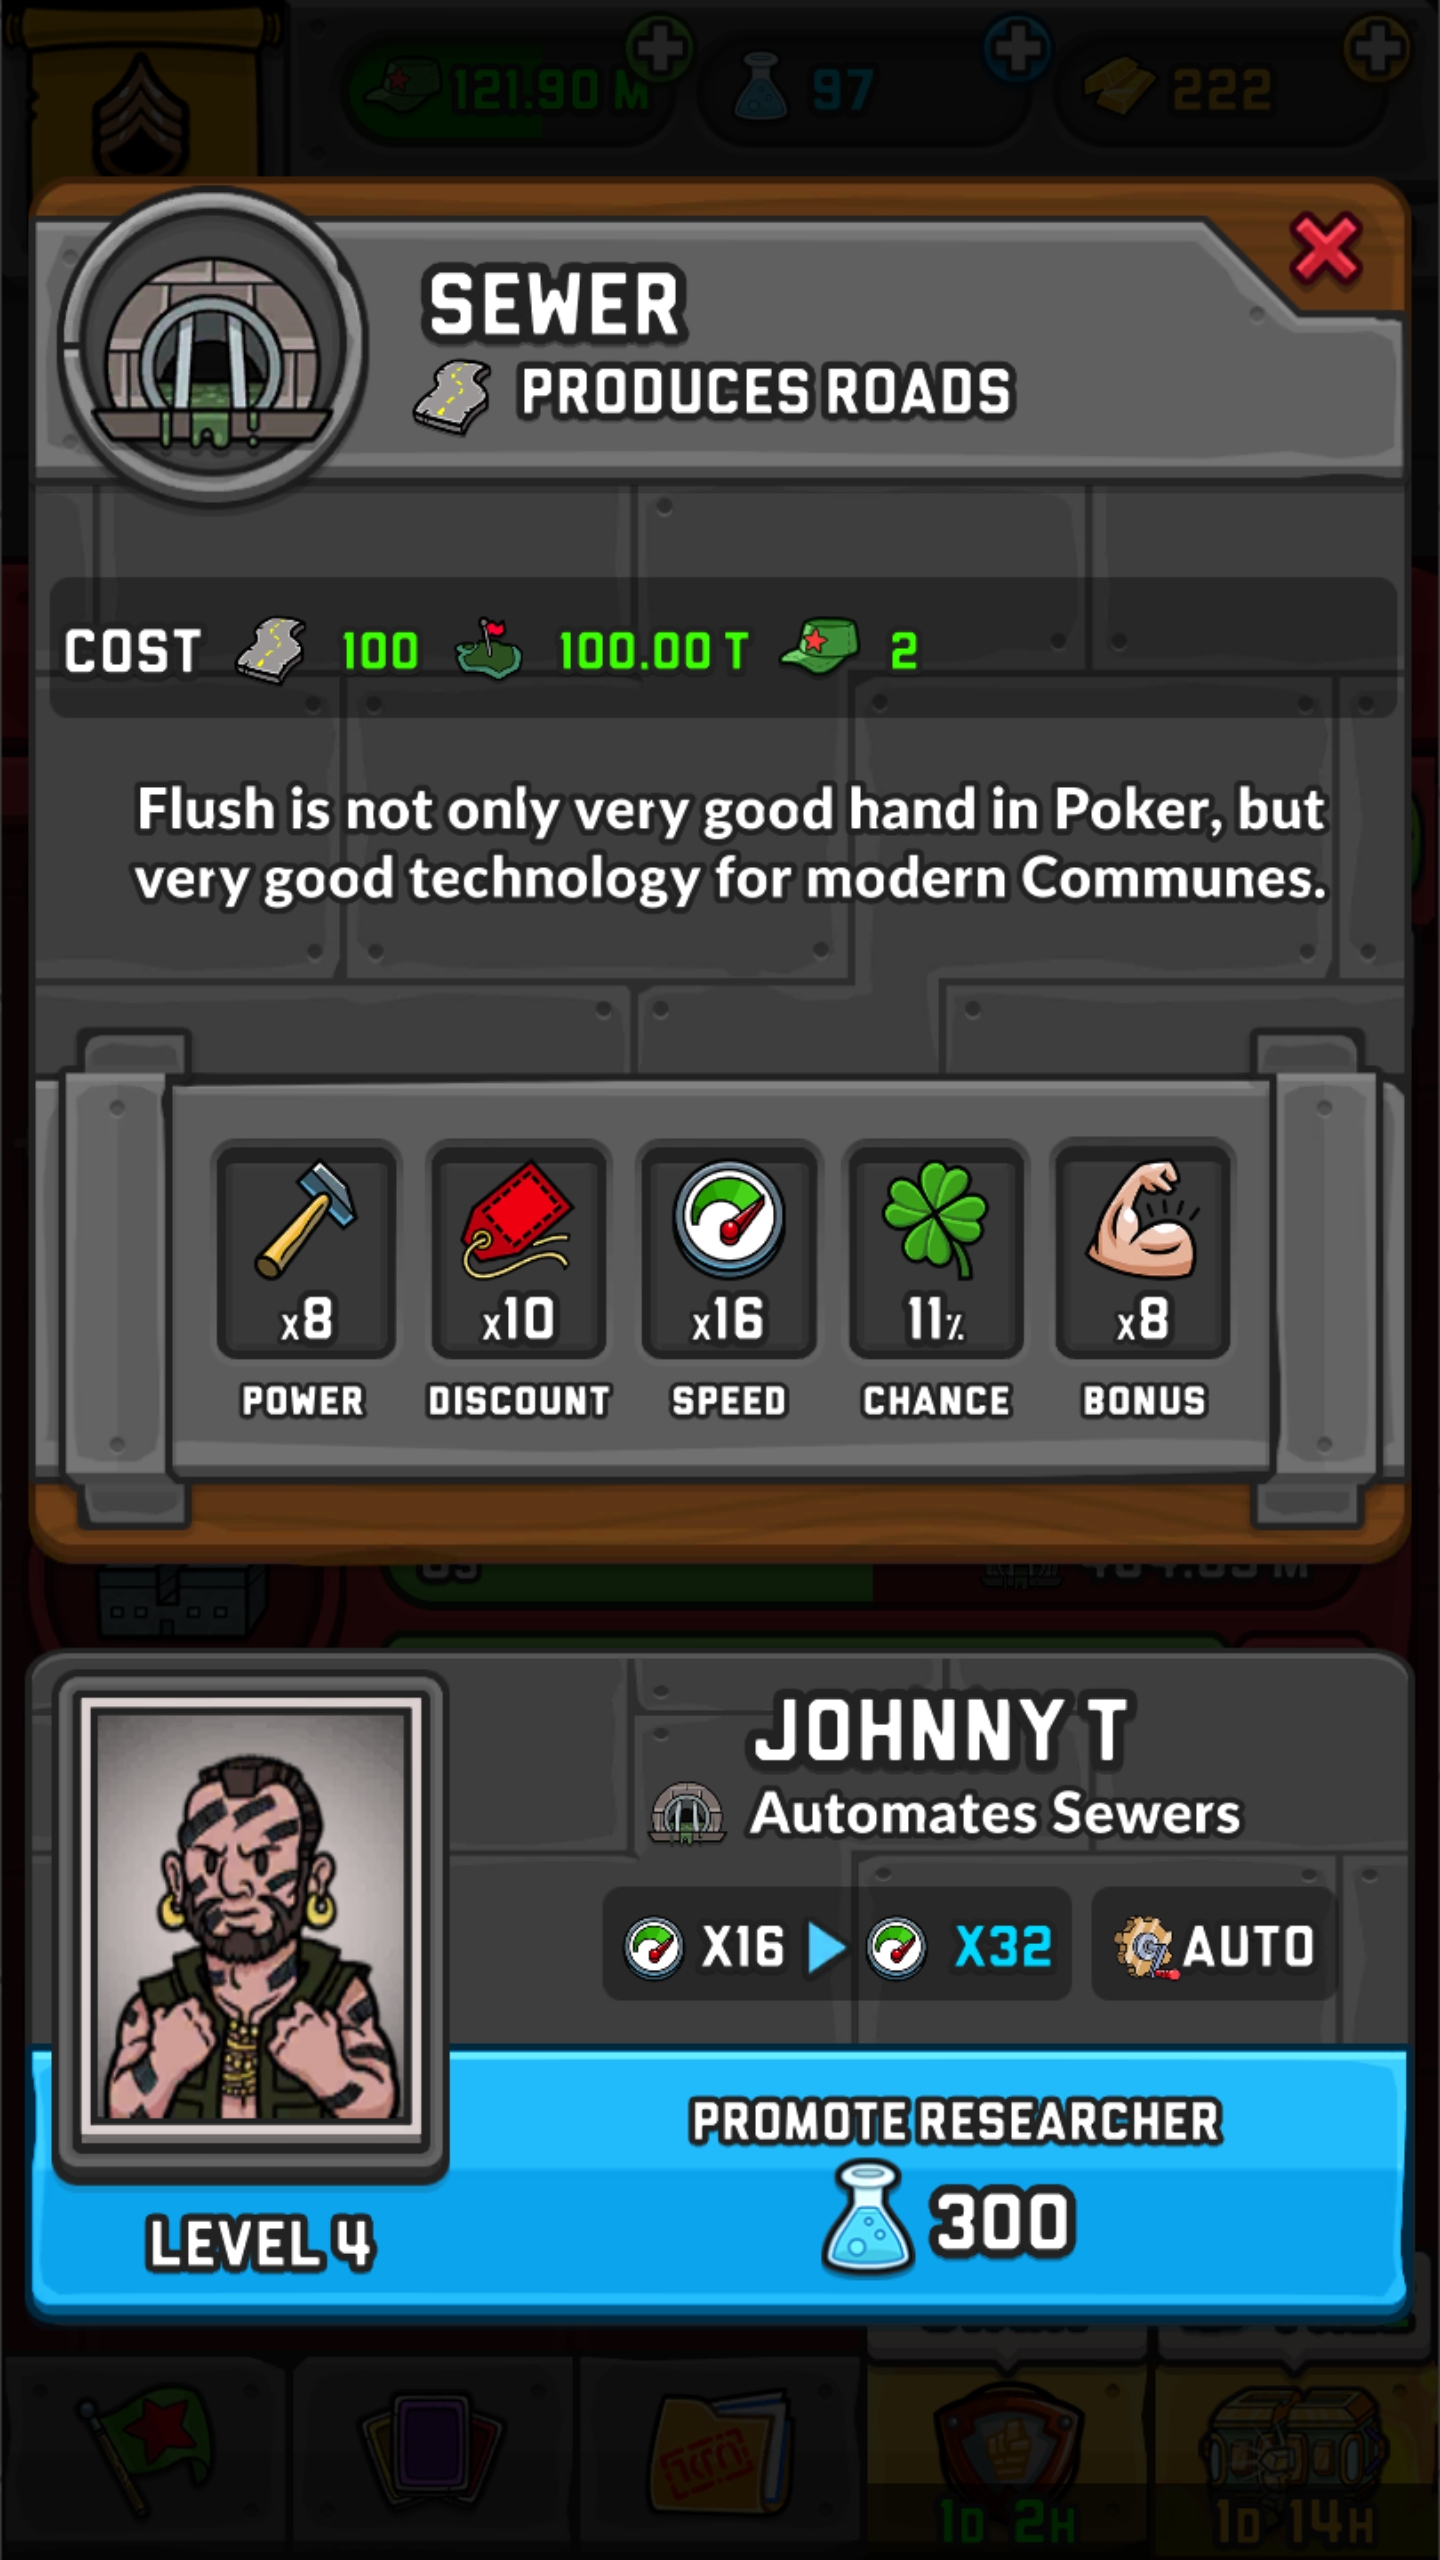 121.90 M 97 222
SEWER
PRODUCES ROADS
COST 100 100.00 T 2
Flush is not only very good hand in Poker, but
very good technology for modern Communes.
x8 x10 x16 11% x8
POWER DISCOUNT SPEED CHANCE BONUS
JOHNNY T
Automates Sewers
X16 X32 AUTO
PROMOTE RESEARCHER
300
LEVEL 4
1D 2H 1D 14H